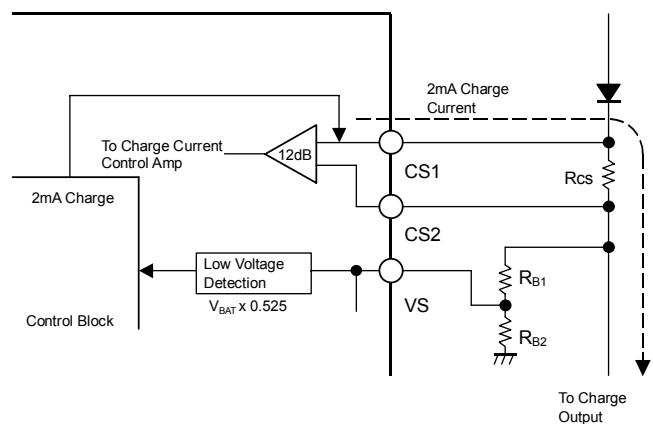 2mA Charge
Current
To Charge Current
Control Amp
12dB
CS1
Rcs
2mA Charge
CS2
Low Voltage
Detection
RB1
VS
VBAT x 0.525
Control Block
RB2
To Charge
Output